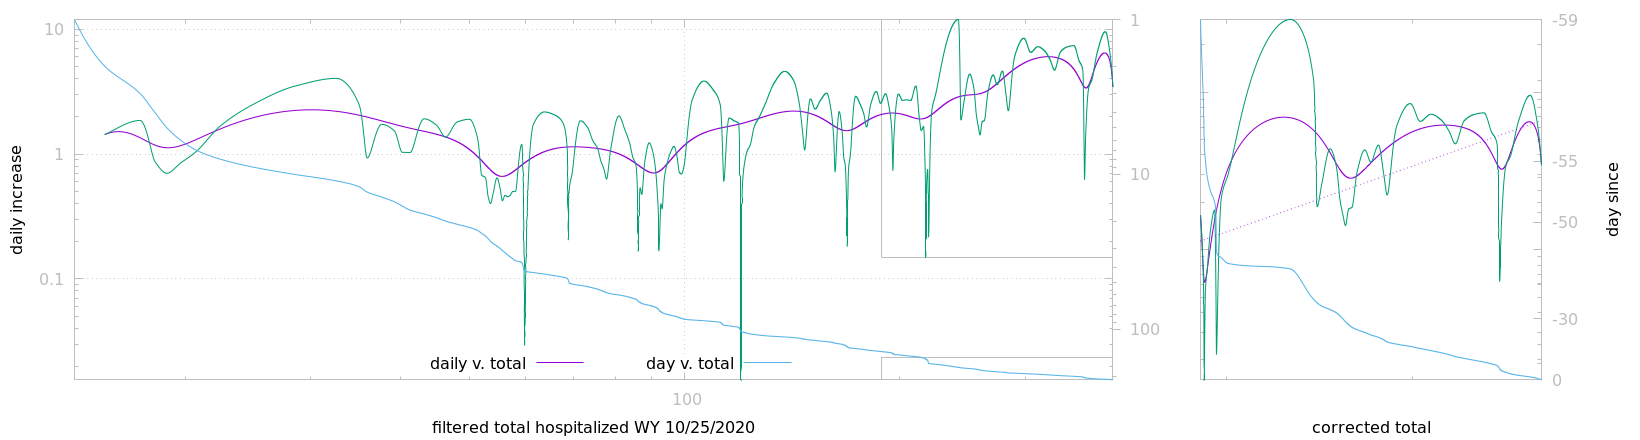 10
1
0.1
daily increase
daily v. total
day v. total
100
filtered total hospitalized WY 10/25/2020
1
10
100
-59
-55
-50
-30
0
day since
corrected total